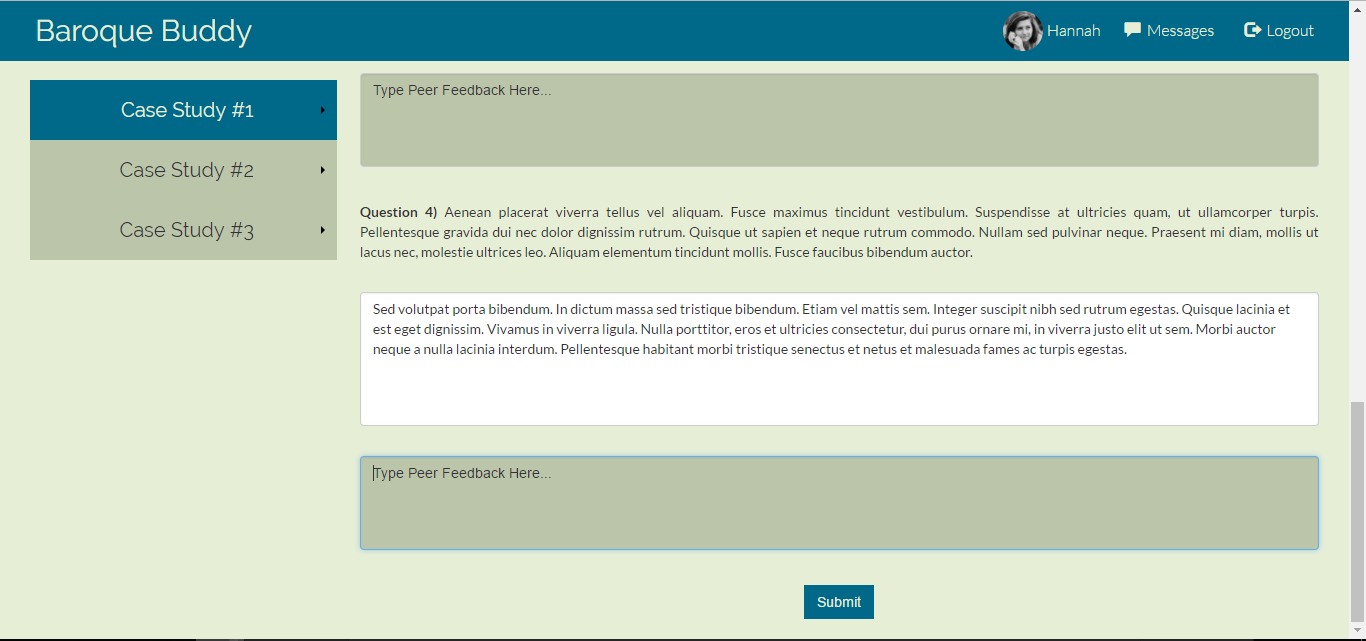 Baroque Buddy
Hannah
Messages
Logout
Case Study #1
Case Study #2
Case Study #3
Type Peer Feedback Here...
Question 4) Aenean placerat viverra tellus vel aliquam. Fusce maximus tincidunt vestibulum. Suspendisse at ultricies quam, ut ullamcorper turpis.
Pellentesque gravida dui nec dolor dignissim rutrum. Quisque ut sapien et neque rutrum commodo. Nullam sed pulvinar neque. Praesent mi diam, mollis ut
lacus nec, molestie ultrices leo. Aliquam elementum tincidunt mollis. Fusce faucibus bibendum auctor.
Sed volutpat porta bibendum. In dictum massa sed tristique bibendum. Etiam vel mattis sem. Integer suscipit nibh sed rutrum egestas. Quisque lacinia et
est eget dignissim. Vivamus in viverra ligula. Nulla porttitor, eros et ultricies consectetur, dui purus ornare mi, in viverra justo elit ut sem. Morbi auctor
neque a nulla lacinia interdum. Pellentesque habitant morbi tristique senectus et netus et malesuada fames ac turpis egestas.
Type Peer Feedback Here...
Submit